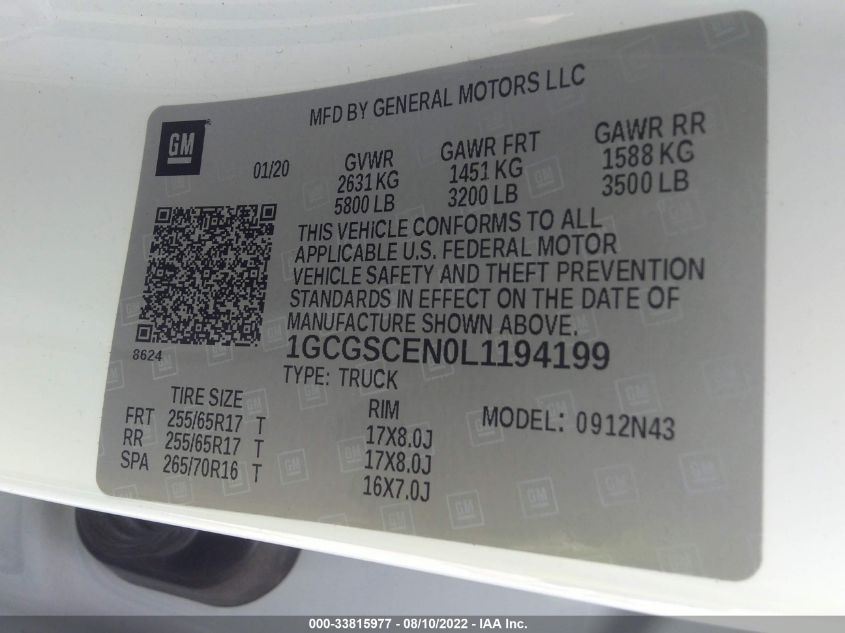 MFD BY GENERAL MOTORS LLC
GM
01/20
GVWR GAWR FRT GAWR RR
2631 KG 1451 KG 1588 KG
5800 LB 3200 LB 3500 LB
THIS VEHICLE CONFORMS TO ALL
APPLICABLE U.S. FEDERAL MOTOR
VEHICLE SAFETY AND THEFT PREVENTION
STANDARDS IN EFFECT ON THE DATE OF
MANUFACTURE SHOWN ABOVE.
8624
1GCGSCEN0L1194199
TYPE: TRUCK
TIRE SIZE RIM MODEL: 0912N43
FRT 255/65R17 T 17X8.0J
RR 255/65R17 T 17X8.0J
SPA 265/70R16 T 16X7.0J
000-33815977 - 08/10/2022 - IAA Inc.